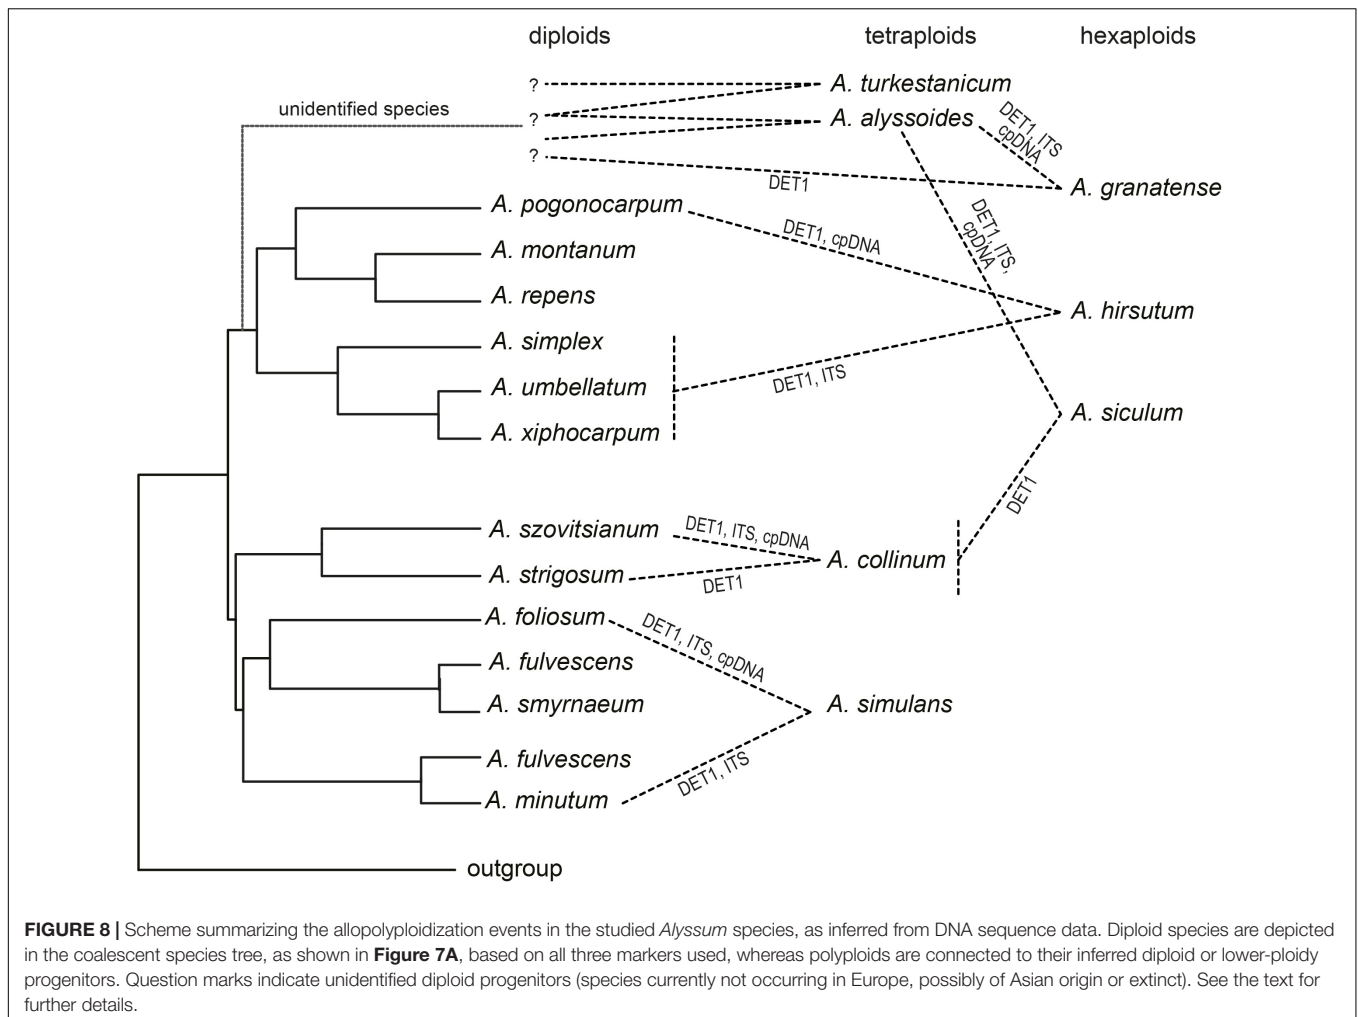 diploids tetraploids hexaploids
? A. turkestanicum
unidentified species
? A. alyssoides
DET1, ITS
cpDNA
?
DET1
A. granatense
A. pogonocarpum
DET1, ITS,
cpDNA
DET1, cpDNA
A. montanum
A. repens
A. hirsutum
A. simplex
A. umbellatum
DET1, ITS
A. siculum
A. xiphocarpum
DET1
A. szovitsianum
DET1, ITS, cpDNA
A. collinum
A. strigosum
DET1
A. foliosum
DET1, ITS, cpDNA
A. fulvescens
A. smyrnaeum
A. simulans
A. fulvescens
DET1, ITS
A. minutum
outgroup
FIGURE 8 | Scheme summarizing the allopolyploidization events in the studied Alyssum species, as inferred from DNA sequence data. Diploid species are depicted
in the coalescent species tree, as shown in Figure 7A, based on all three markers used, whereas polyploids are connected to their inferred diploid or lower-ploidy
progenitors. Question marks indicate unidentified diploid progenitors (species currently not occurring in Europe, possibly of Asian origin or extinct). See the text for
further details.